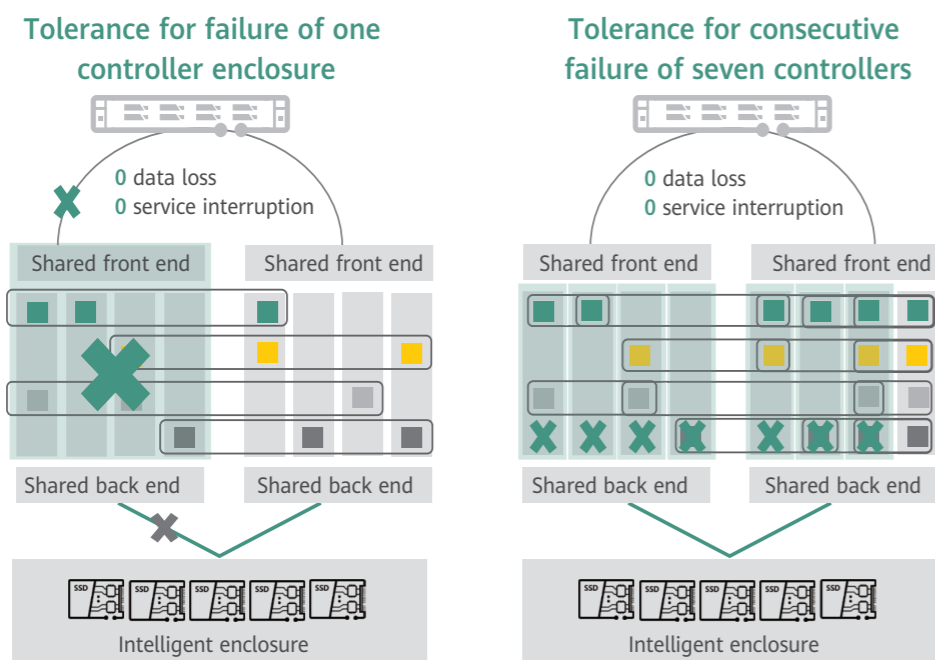 Tolerance for failure of one
controller enclosure
0 data loss
0 service interruption
Shared front end
Shared front end
Shared back end
Shared back end
SSD
SSD
SSD
SSD
SSD
Intelligent enclosure
Tolerance for consecutive
failure of seven controllers
0 data loss
0 service interruption
Shared front end
Shared front end
Shared back end
Shared back end
SSD
SSD
SSD
SSD
SSD
Intelligent enclosure